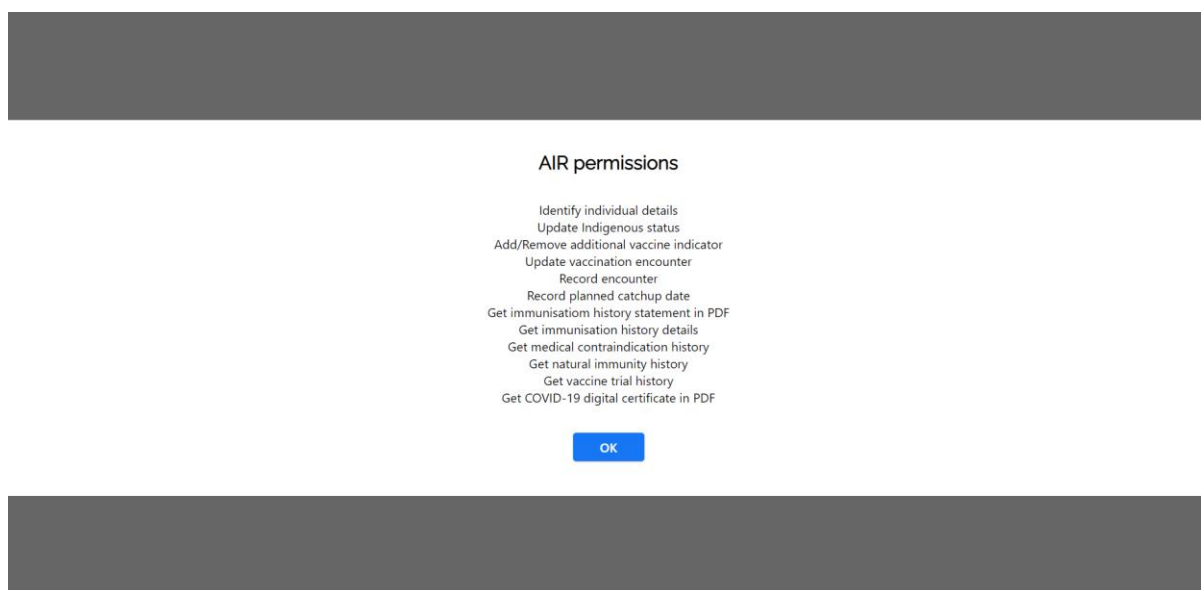 AIR permissions
Identify individual details
Update Indigenous status
Add/Remove additional vaccine indicator
Update vaccination encounter
Record encounter
Record planned catchup date
Get immunisatiom history statement in PDF
Get immunisation history details
Get medical contraindication history
Get natural immunity history
Get vaccine trial history
Get COVID-19 digital certificate in PDF
OK